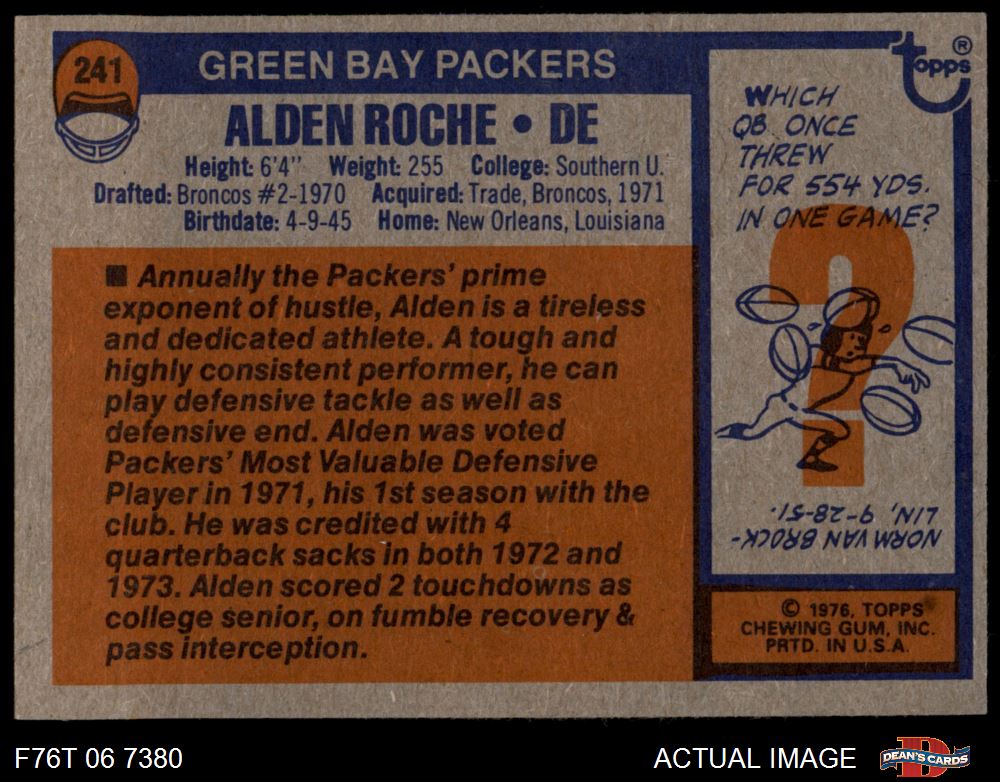 241
GREEN BAY PACKERS
ALDEN ROCHE • DE
Height: 6'4" Weight: 255 College: Southern U.
Drafted: Broncos #2-1970 Acquired: Trade, Broncos, 1971
Birthdate: 4-9-45 Home: New Orleans, Louisiana
■ Annually the Packers' prime
exponent of hustle, Alden is a tireless
and dedicated athlete. A tough and
highly consistent performer, he can
play defensive tackle as well as
defensive end. Alden was voted
Packers' Most Valuable Defensive
Player in 1971, his 1st season with the
club. He was credited with 4
quarterback sacks in both 1972 and
1973. Alden scored 2 touchdowns as
college senior, on fumble recovery &
pass interception.
topps ®
WHICH
QB ONCE
THREW
FOR 554 YDS.
IN ONE GAME?
?
NORM VAN BROCK-
LIN, 9-28-51.
© 1976, TOPPS
CHEWING GUM, INC.
PRTD. IN U.S.A.
F76T 06 7380
ACTUAL IMAGE
D
DEAN'S CARDS